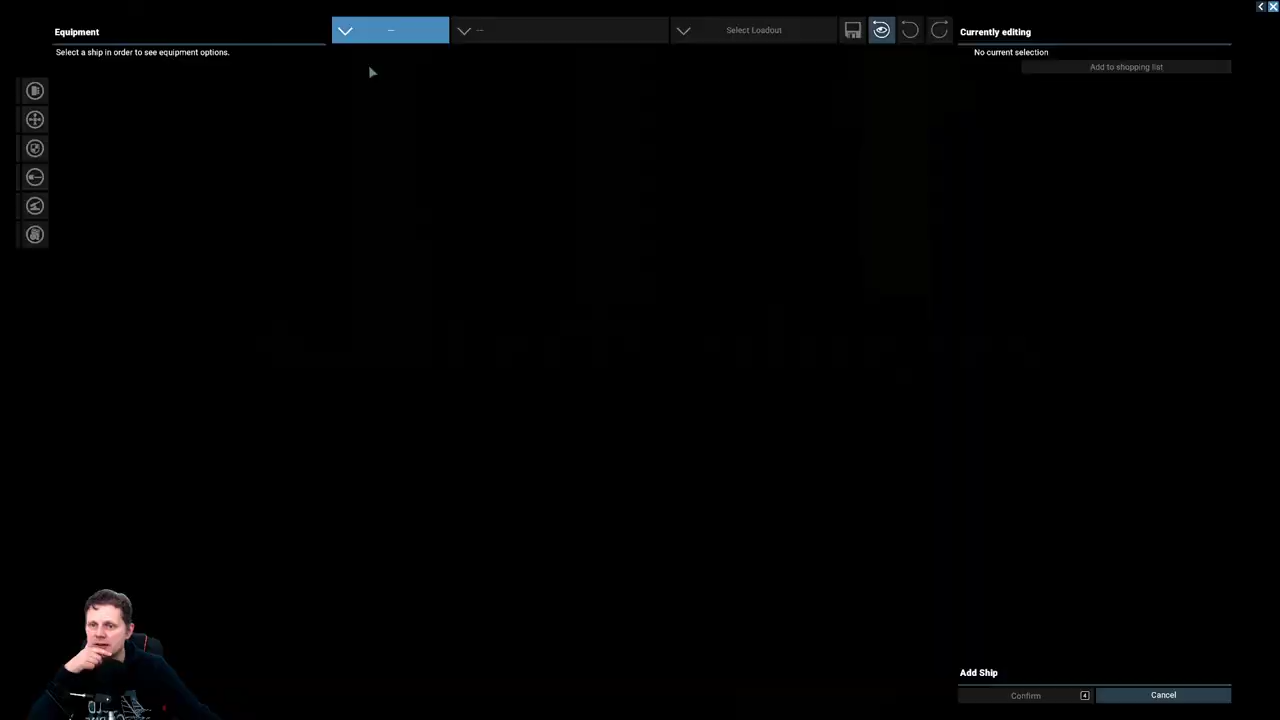 Equipment
Select a ship in order to see equipment options.
--
--
Select Loadout
Currently editing
No current selection
Add to shopping list
Add Ship
Confirm 4
Cancel